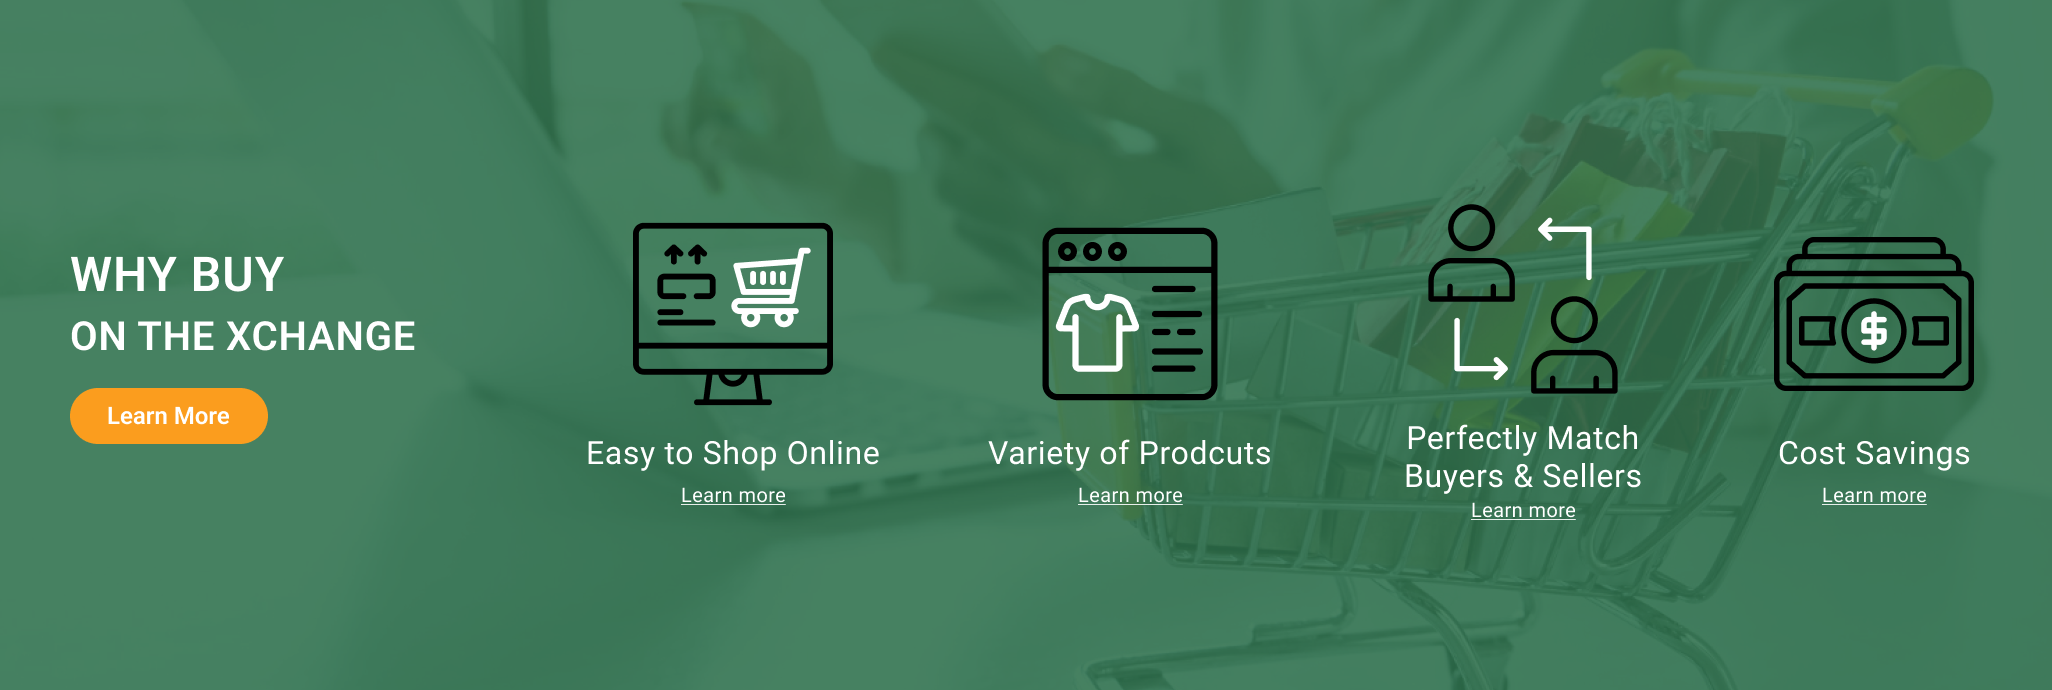 WHY BUY
ON THE XCHANGE
Learn More
Easy to Shop Online
Learn more
Variety of Prodcuts
Learn more
Perfectly Match
Buyers & Sellers
Learn more
$
Cost Savings
Learn more